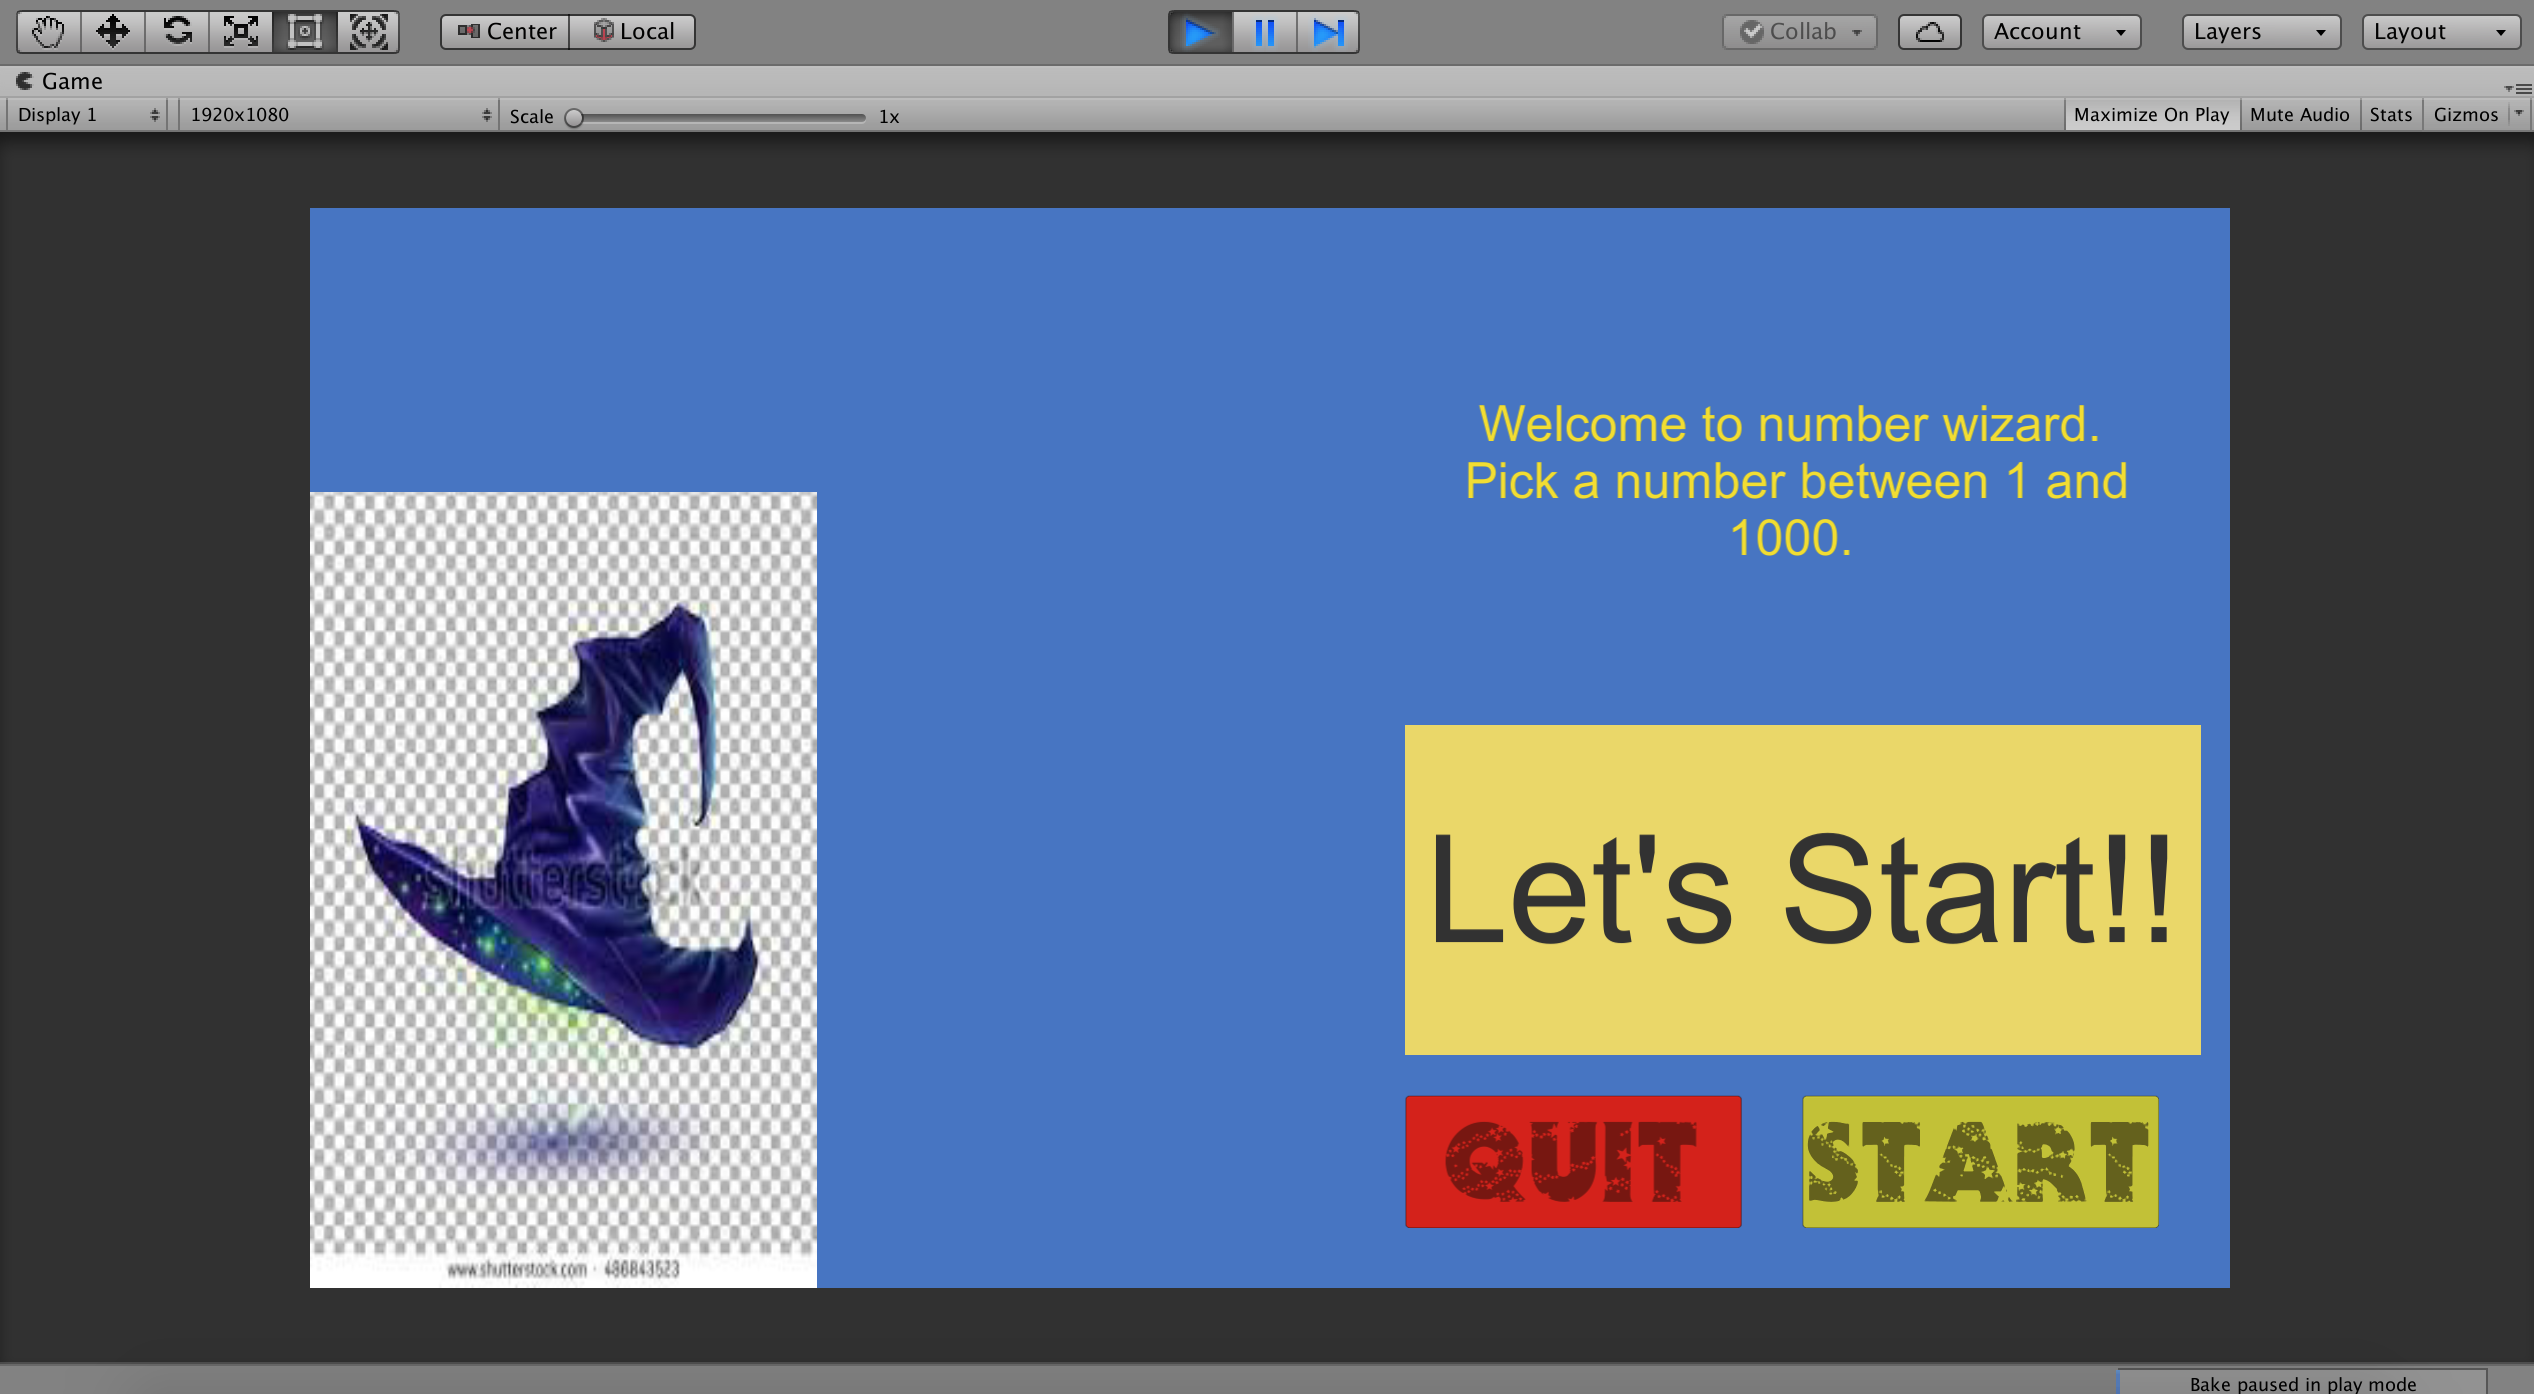 Center
Local
Collab
Account
Layers
Layout
Game
Display 1
1920x1080
Scale
1x
Maximize On Play
Mute Audio
Stats
Gizmos
Welcome to number wizard.
Pick a number between 1 and
1000.
shutterstock
Let's Start!!
QUIT
START
www.shutterstock.com · 486843523
Bake paused in play mode